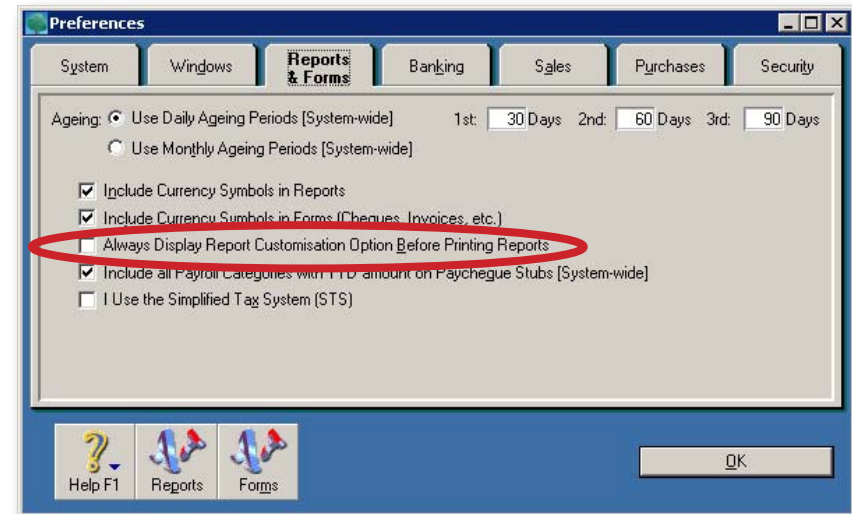 Preferences
System Windows Reports & Forms Banking Sales Purchases Security
Ageing: Use Daily Ageing Periods [System-wide] 1st: 30 Days 2nd: 60 Days 3rd: 90 Days
Use Monthly Ageing Periods [System-wide]
Include Currency Symbols in Reports
Include Currency Symbols in Forms (Cheques, Invoices, etc.)
Always Display Report Customisation Option Before Printing Reports
Include all Payroll Categories with YTD amount on Paycheque Stubs [System-wide]
I Use the Simplified Tax System (STS)
Help F1 Reports Forms OK